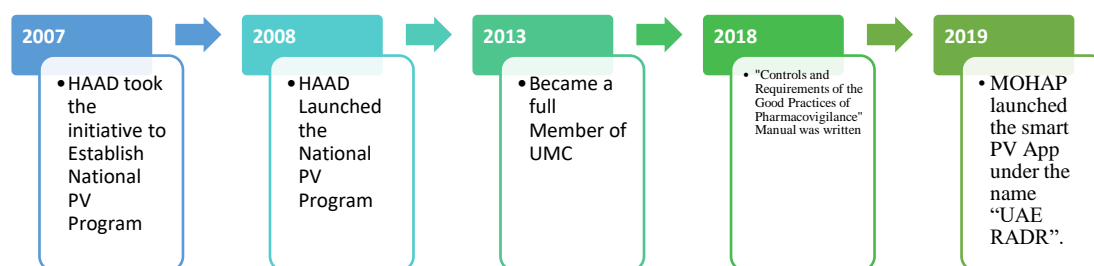 2007
• HAAD took
the
initiative to
Establish
National
PV
Program
2008
• HAAD
Launched
the
National
PV
Program
2013
• Became a
full
Member of
UMC
2018
• "Controls and
Requirements of the
Good Practices of
Pharmacovigilance"
Manual was written
2019
• MOHAP
launched
the smart
PV App
under the
name
“UAE
RADR”.